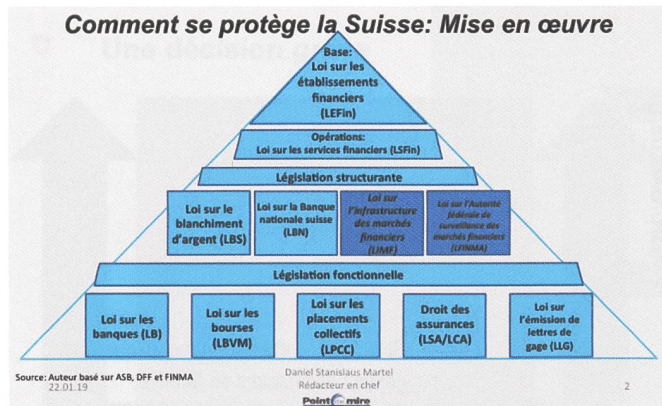 Comment se protège la Suisse: Mise en œuvre
Base:
Loi sur les
établissements
financiers
(LEFin)
Opérations:
Loi sur les services financiers (LSFin)
Législation structurante
Loi sur le
blanchiment
d'argent (LBS)
Loi sur la Banque
nationale suisse
(LBN)
Loi sur
l'infrastructure
des marchés
financiers
(LIMF)
Loi sur l'Autorité
fédérale de
surveillance des
marchés financiers
(LFINMA)
Législation fonctionnelle
Loi sur les
banques (LB)
Loi sur les
bourses
(LBVM)
Loi sur les
placements
collectifs
(LPCC)
Droit des
assurances
(LSA/LCA)
Loi sur
l'émission de
lettres de
gage (LLG)
Source: Auteur basé sur ASB, DFF et FINMA
22.01.19
Daniel Stanislaus Martel
Rédacteur en chef
Point de mire
2